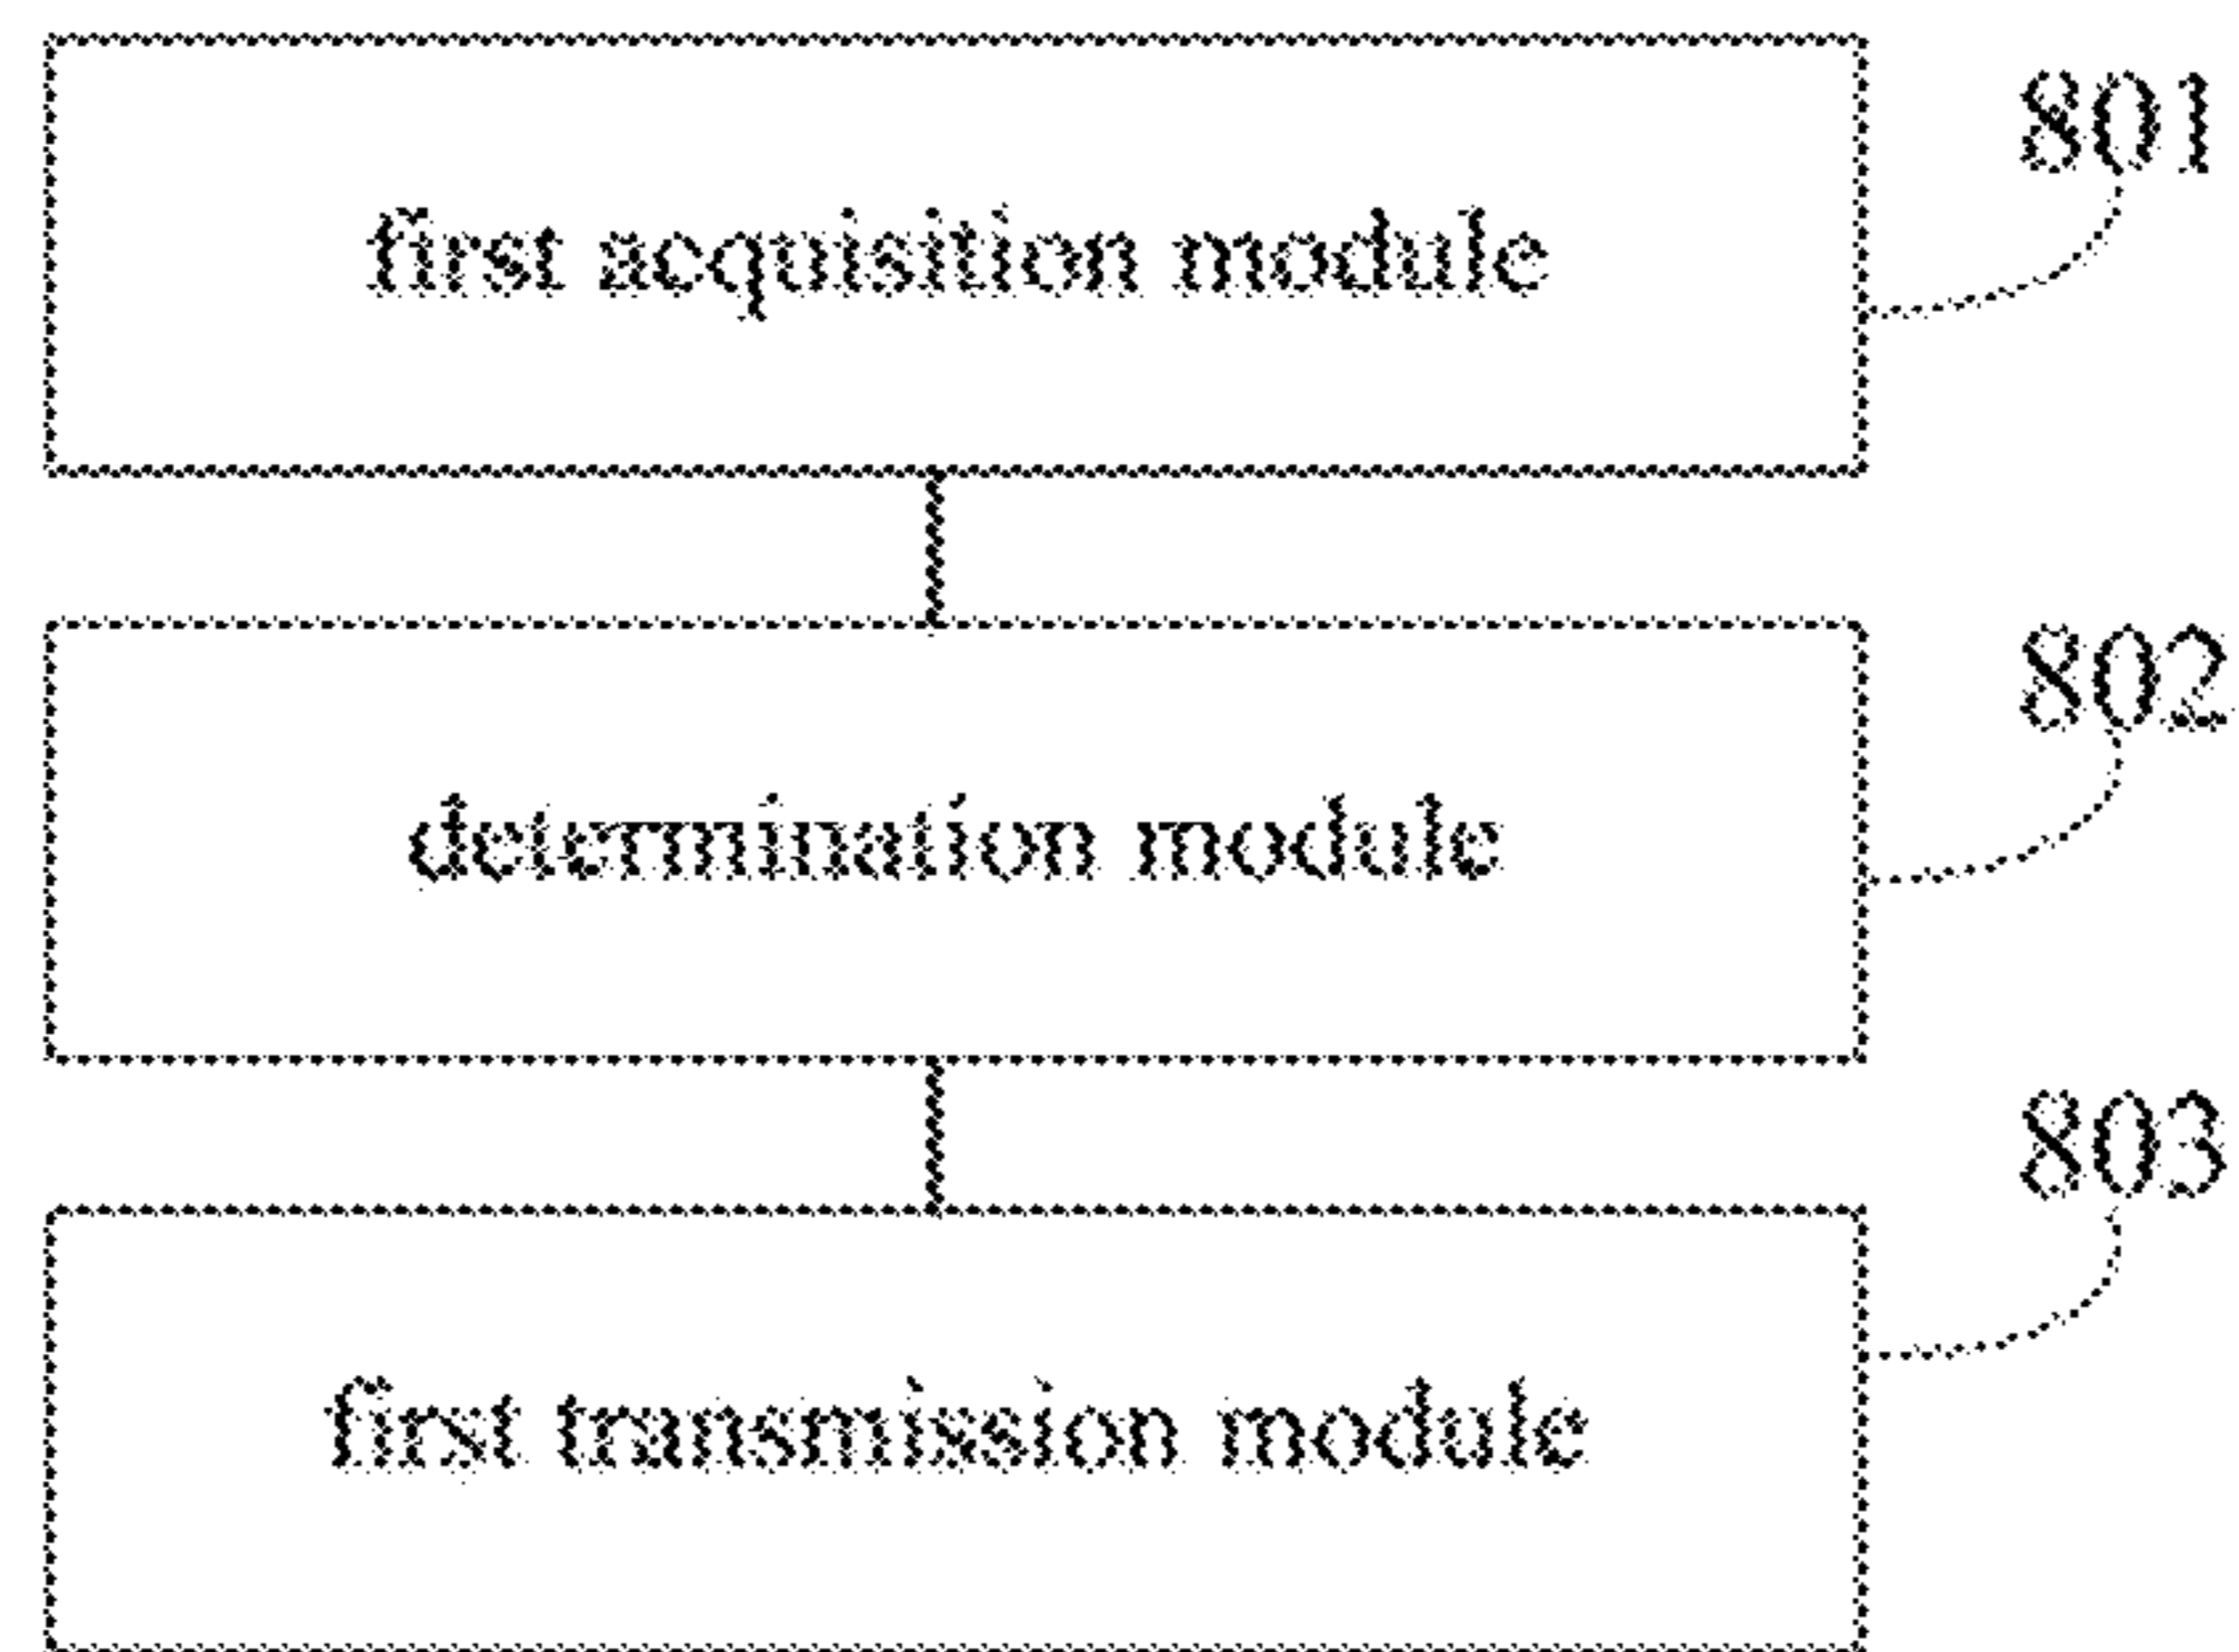 801
first acquisition module
802
determination module
803
first transmission module